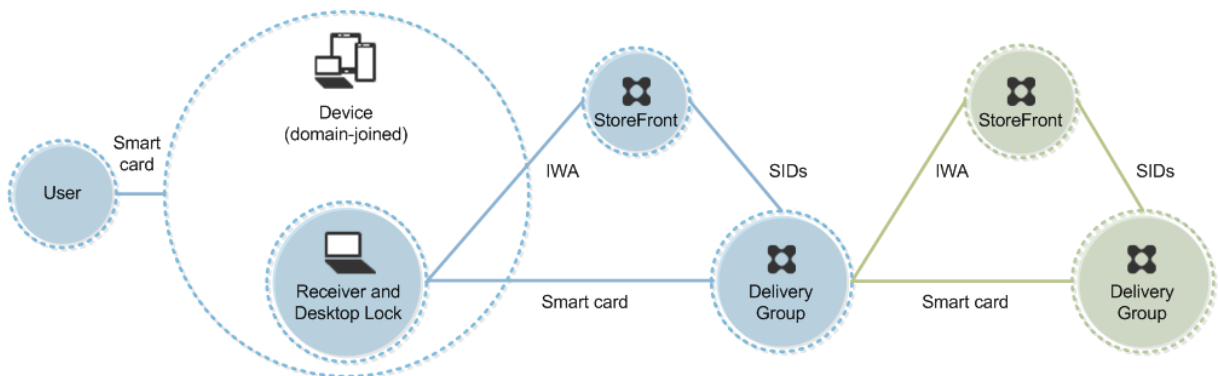 User
Smart
card
Device
(domain-joined)
Receiver and
Desktop Lock
IWA
StoreFront
SIDs
Smart card
Delivery
Group
IWA
StoreFront
SIDs
Smart card
Delivery
Group